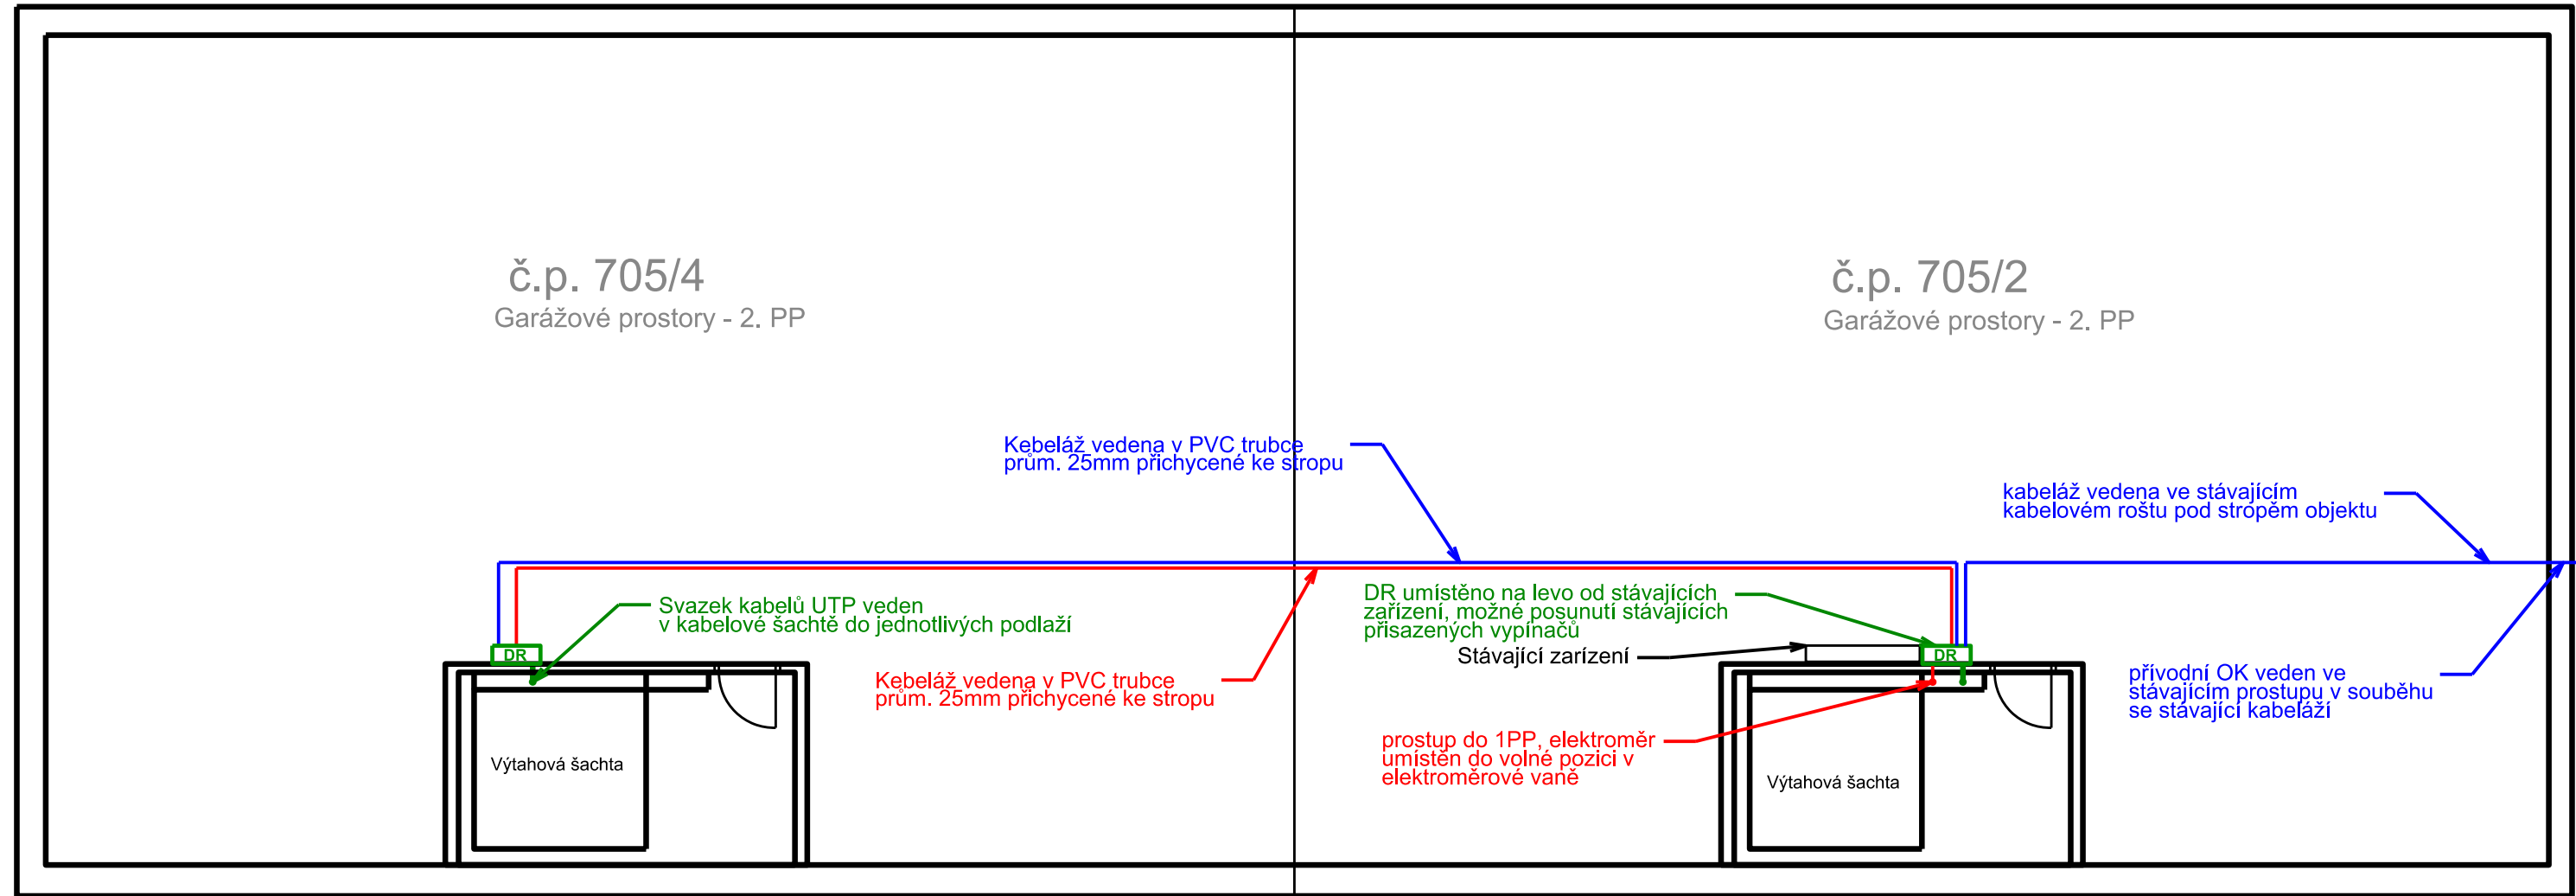 č.p. 705/4
Garážové prostory - 2. PP
č.p. 705/2
Garážové prostory - 2. PP
Kebeláž vedena v PVC trubce
prům. 25mm přichycené ke stropu
kabeláž vedena ve stávajícím
kabelovém roštu pod stropěm objektu
Svazek kabelů UTP veden
v kabelové šachtě do jednotlivých podlaží
DR umístěno na levo od stávajících
zařízení, možné posunutí stávajících
přisazených vypínačů
DR
Stávající zarízení
DR
Kebeláž vedena v PVC trubce
prům. 25mm přichycené ke stropu
přívodní OK veden ve
stávajícím prostupu v souběhu
se stávající kabeláží
prostup do 1PP, elektroměr
umístěn do volné pozici v
elektroměrové vaně
Výtahová šachta
Výtahová šachta